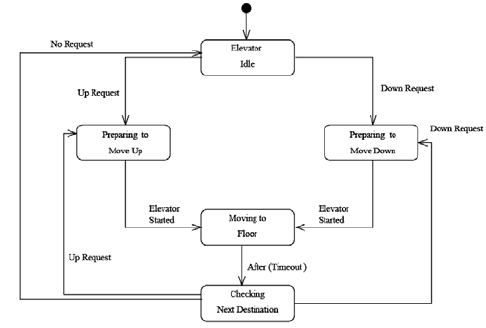 No Request
Elevator
Idle
Up Request
Down Request
Preparing to
Move Up
Preparing to
Move Down
Down Request
Elevator
Started
Moving to
Floor
Elevator
Started
Up Request
After (Timeout)
Checking
Next Destination